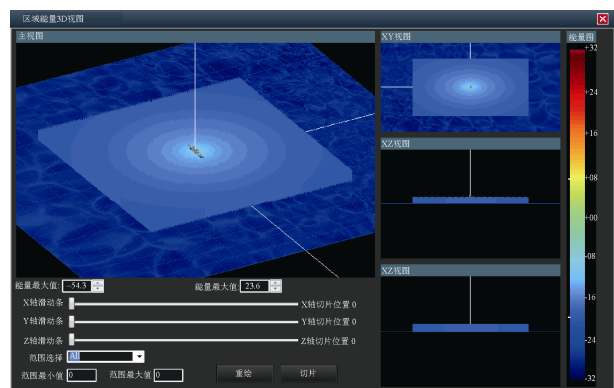 区域能量3D视图
主视图
XY视图
能量图
+32
+24
+16
XZ视图
+08
+00
-08
XZ视图
-16
-24
-32
能量最大值: -54.3 能量最大值: 23.6
X轴滑动条 X轴切片位置 0
Y轴滑动条 Y轴切片位置 0
Z轴滑动条 Z轴切片位置 0
范围选择 All
范围最小值 0 范围最大值 0 重绘 切片